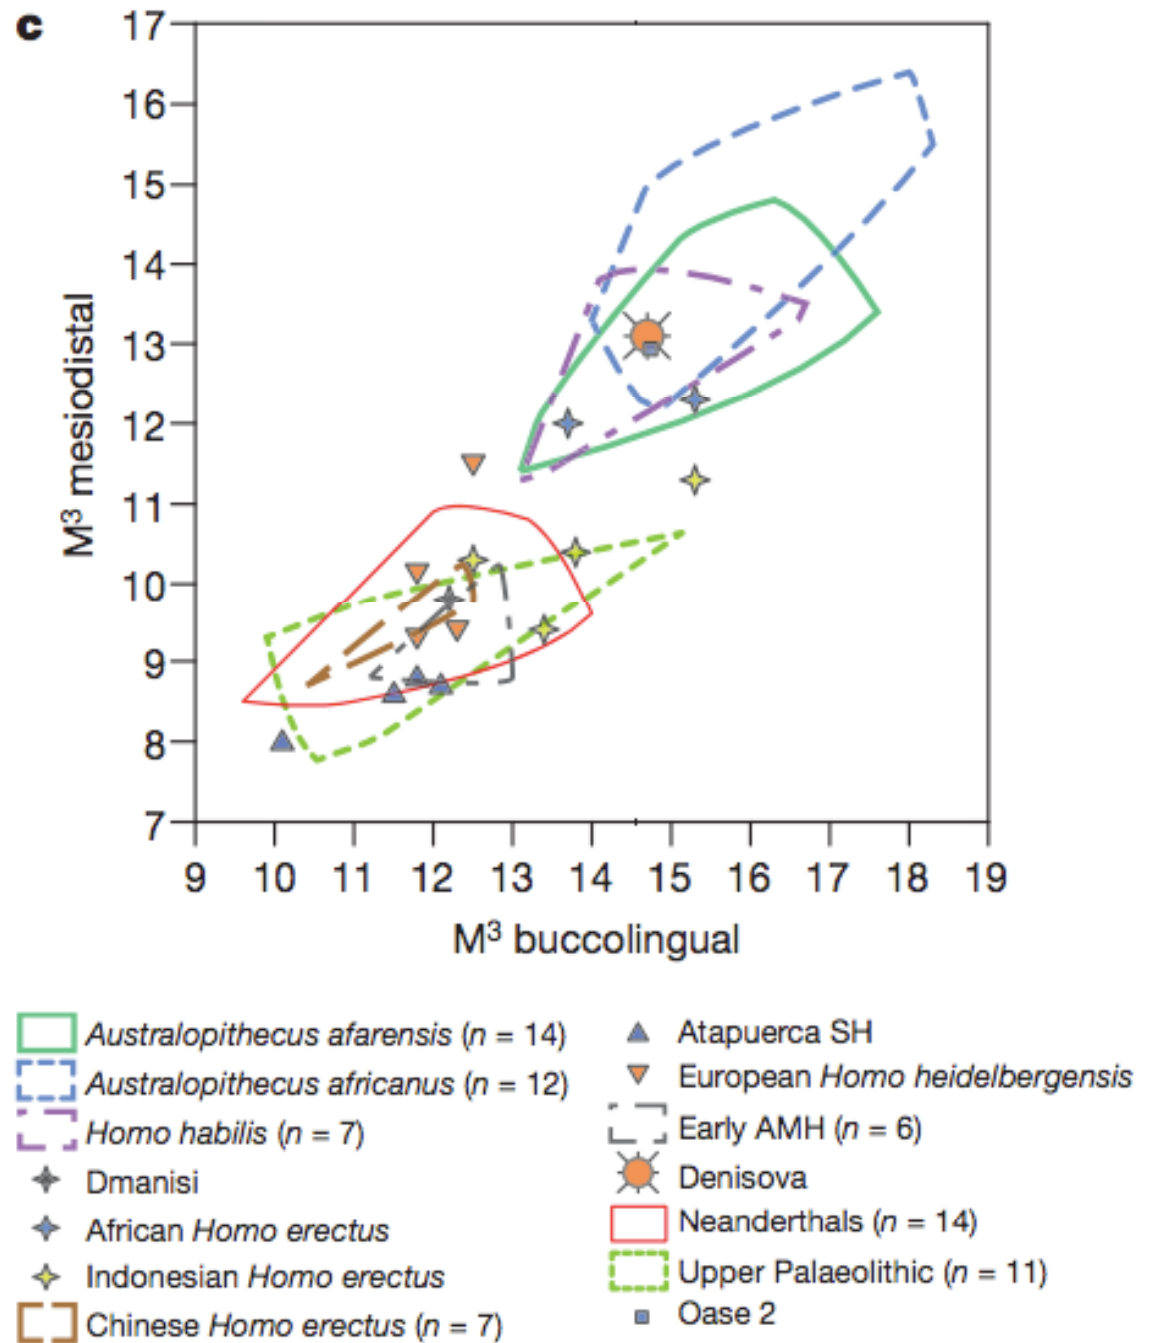 c
17
16
15
14
13
12
11
10
9
8
7
M³ mesiodistal
9 10 11 12 13 14 15 16 17 18 19
M³ buccolingual
Australopithecus afarensis (n = 14)
Australopithecus africanus (n = 12)
Homo habilis (n = 7)
Dmanisi
African Homo erectus
Indonesian Homo erectus
Chinese Homo erectus (n = 7)
Atapuerca SH
European Homo heidelbergensis
Early AMH (n = 6)
Denisova
Neanderthals (n = 14)
Upper Palaeolithic (n = 11)
Oase 2